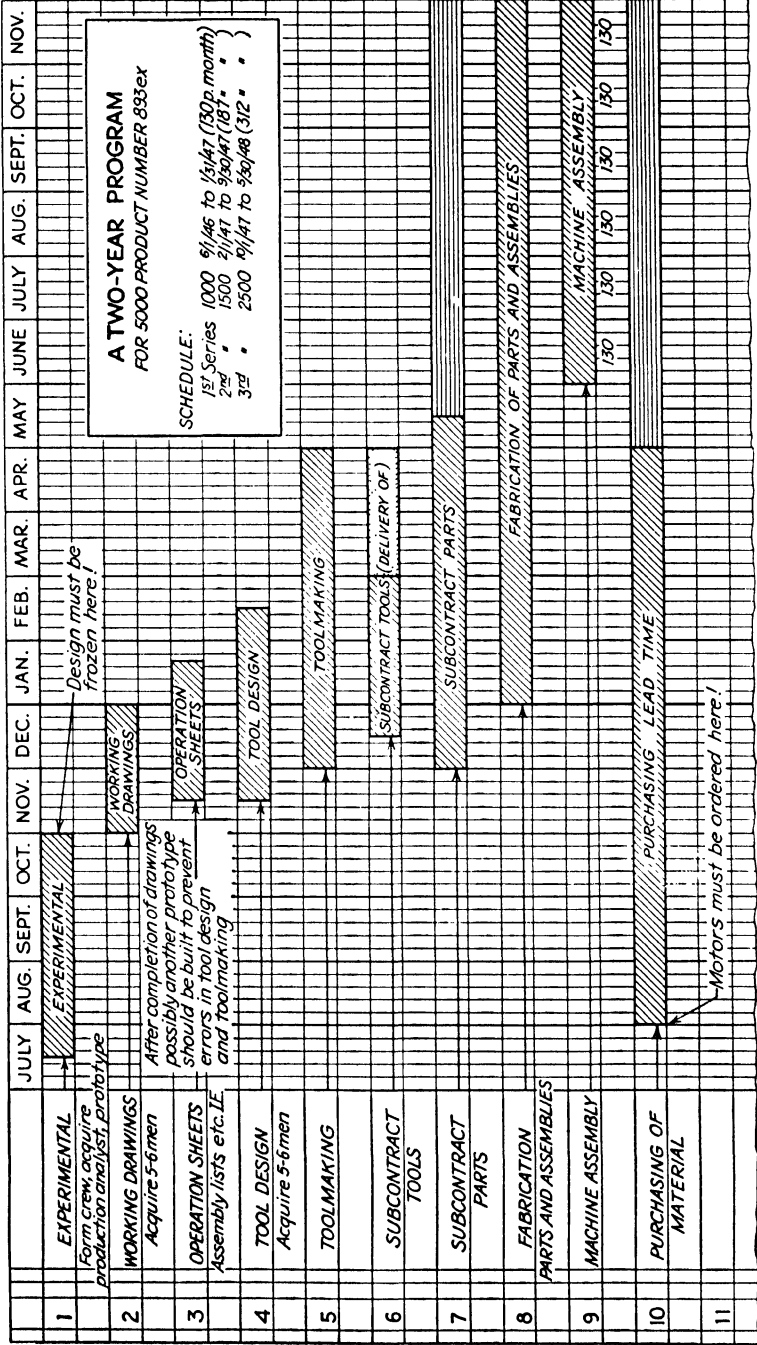 JULY AUG. SEPT. OCT. NOV. DEC. JAN. FEB. MAR. APR. MAY JUNE JULY AUG. SEPT. OCT. NOV.
A TWO-YEAR PROGRAM
FOR 5000 PRODUCT NUMBER 893ex
SCHEDULE:
1st Series 1000 6/1/46 to 1/31/47 (130 p. month)
2nd " 1500 2/1/47 to 9/30/47 (187 " " )
3rd " 2500 10/1/47 to 5/30/48 (312 " " )
1 EXPERIMENTAL
Form crew, acquire
production analyst, prototype
EXPERIMENTAL
Design must be
frozen here!
2 WORKING DRAWINGS
Acquire 5-6 men
WORKING
DRAWINGS
After completion of drawings
possibly another prototype
should be built to prevent
errors in tool design
and toolmaking
3 OPERATION SHEETS
Assembly lists etc. I.E.
OPERATION
SHEETS
4 TOOL DESIGN
Acquire 5-6 men
TOOL DESIGN
5 TOOLMAKING
TOOLMAKING
6 SUBCONTRACT
TOOLS
SUBCONTRACT TOOLS (DELIVERY OF)
7 SUBCONTRACT
PARTS
SUBCONTRACT PARTS
8 FABRICATION
PARTS AND ASSEMBLIES
FABRICATION OF PARTS AND ASSEMBLIES
9 MACHINE ASSEMBLY
MACHINE ASSEMBLY
130 130 130 130 130 130
10 PURCHASING OF
MATERIAL
PURCHASING LEAD TIME
Motors must be ordered here!
11